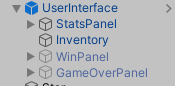 UserInterface
StatsPanel
Inventory
WinPanel
GameOverPanel